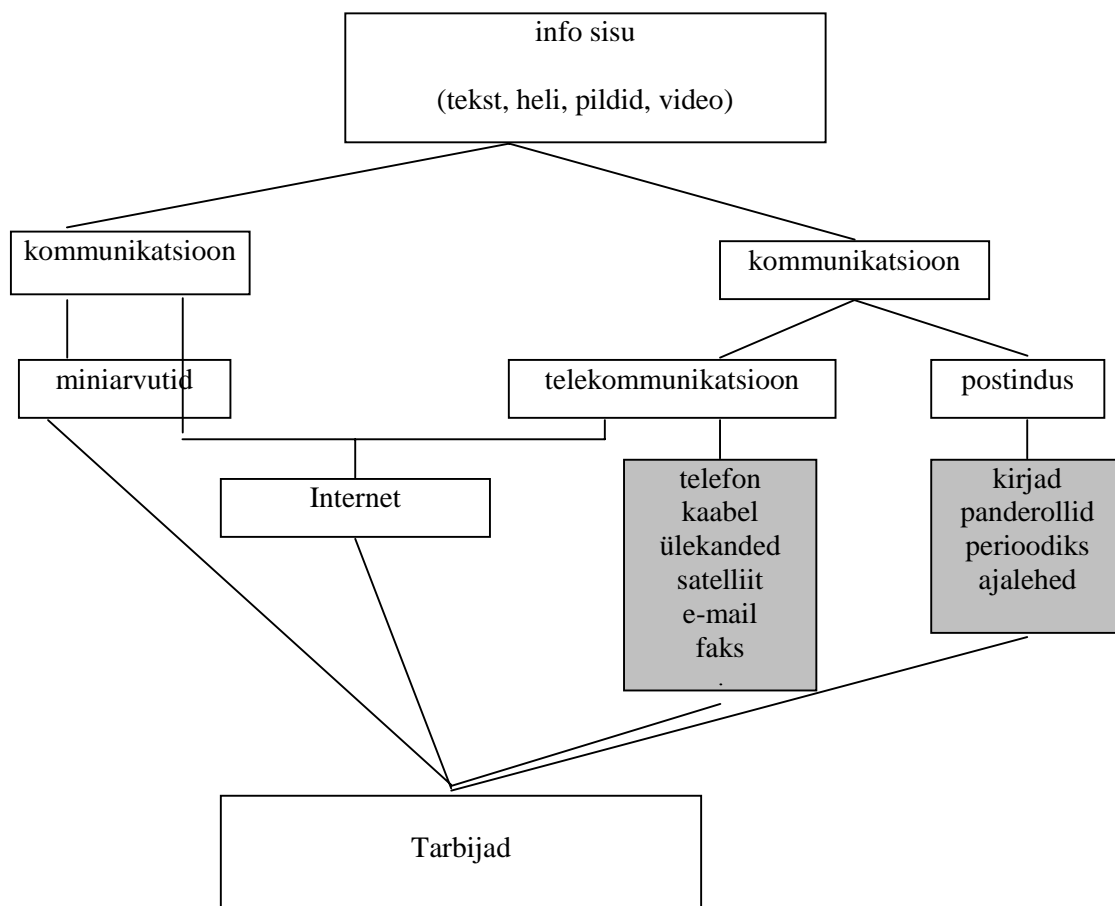 info sisu
(tekst, heli, pildid, video)
kommunikatsioon
kommunikatsioon
miniarvutid
telekommunikatsioon
postindus
Internet
telefon
kaabel
ülekanded
satelliit
e-mail
faks
.
kirjad
panderollid
perioodiks
ajalehed
Tarbijad